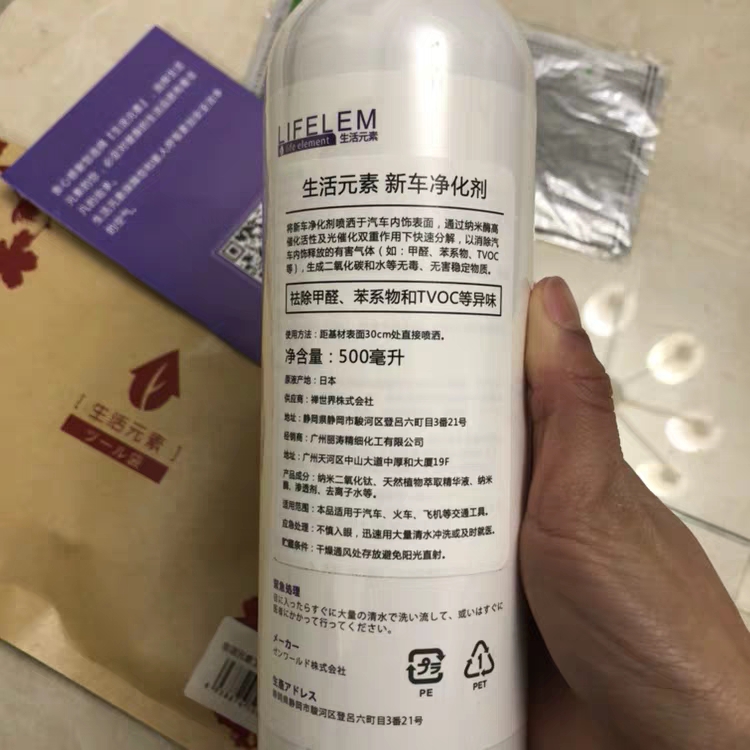 LIFELEM
life element 生活元素
生活元素 新车净化剂
将新车净化剂喷洒于汽车内饰表面，通过纳米酶高
催化活性及光催化双重作用下快速分解，以消除汽
车内饰释放的有害气体（如：甲醛、苯系物、TVOC
等），生成二氧化碳和水等无毒、无害稳定物质。
祛除甲醛、苯系物和TVOC等异味
使用方法：距基材表面30cm处直接喷洒。
净含量：500毫升
原液产地：日本
供应商：禅世界株式会社
地址：静岡県静岡市駿河区登呂六町目3番21号
经销商：广州丽涛精细化工有限公司
地址：广州天河区中山大道中厚和大厦19F
产品成分：纳米二氧化钛、天然植物萃取精华液、纳米
酶、渗透剂、去离子水等。
适用范围：本品适用于汽车、火车、飞机等交通工具。
应急处理：不慎入眼，迅速用大量清水冲洗或及时就医。
贮藏条件：干燥通风处存放避免阳光直射。
緊急処理
目に入ったらすぐに大量の清水で洗い流して、或いはすぐに
医者にかかって行ってください。
メーカー
ゼンワールド株式会社
生産アドレス
静岡県静岡市駿河区登呂六町目3番21号
プラ
PE
1
PET
[ 生活元素 ]
ツール袋